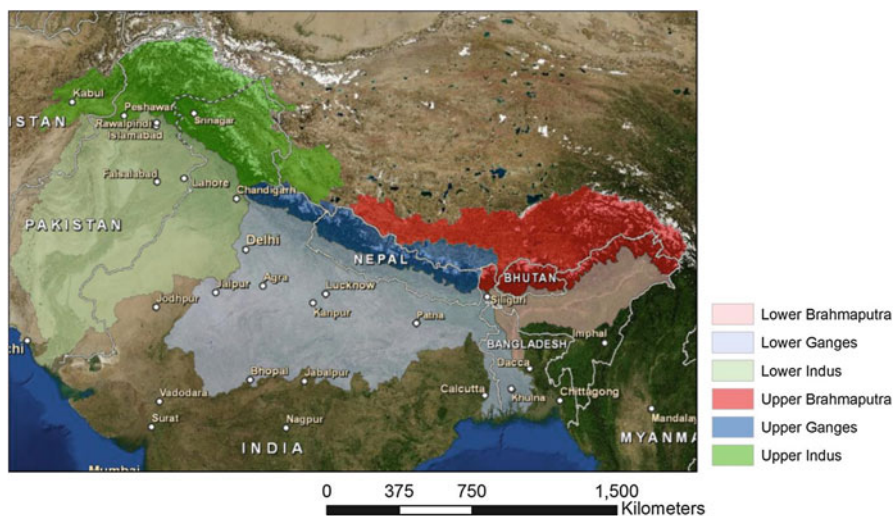 Kabul
Peshawar
ISTAN
Rawalpindi
Srinagar
Islamabad
Faisalabad
Lahore
Chandigarh
PAKISTAN
Delhi
NEPAL
BHUTAN
Agra
Lucknow
Siliguri
Jodhpur
Jaipur
Kanpur
Patna
Imphal
BANGLADESH
Dacca
Bhopal
Jabalpur
Calcutta
Khulna
Chittagong
Vadodara
Surat
Nagpur
Mandalay
INDIA
MYANMA
Mumbai
chi
Lower Brahmaputra
Lower Ganges
Lower Indus
Upper Brahmaputra
Upper Ganges
Upper Indus
0 375 750 1,500
Kilometers